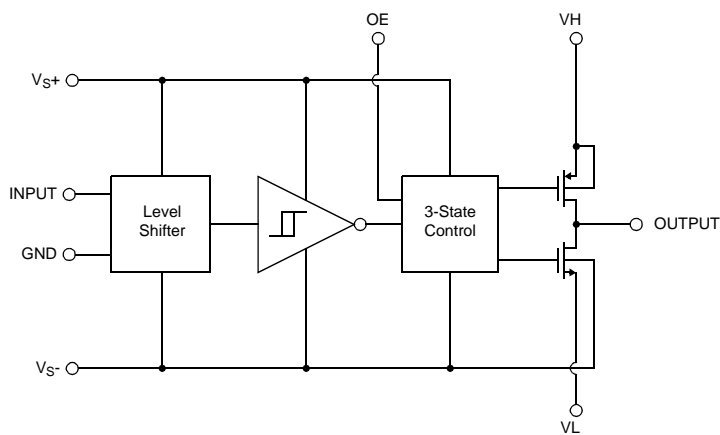 OE
VH
VS+
INPUT
Level
Shifter
3-State
Control
OUTPUT
GND
VS-
VL